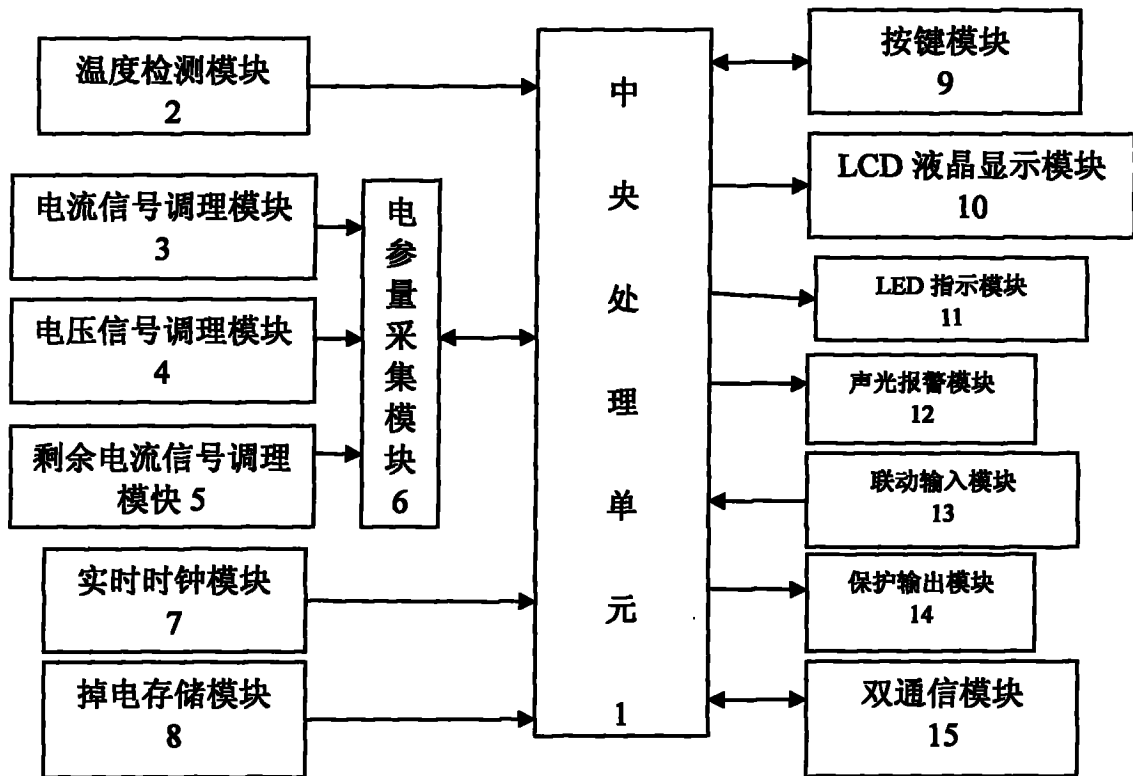 温度检测模块
2
电流信号调理模块
3
电压信号调理模块
4
剩余电流信号调理
模快 5
电参量采集模块6
实时时钟模块
7
掉电存储模块
8
中央处理单元1
按键模块
9
LCD 液晶显示模块
10
LED 指示模块
11
声光报警模块
12
联动输入模块
13
保护输出模块
14
双通信模块
15